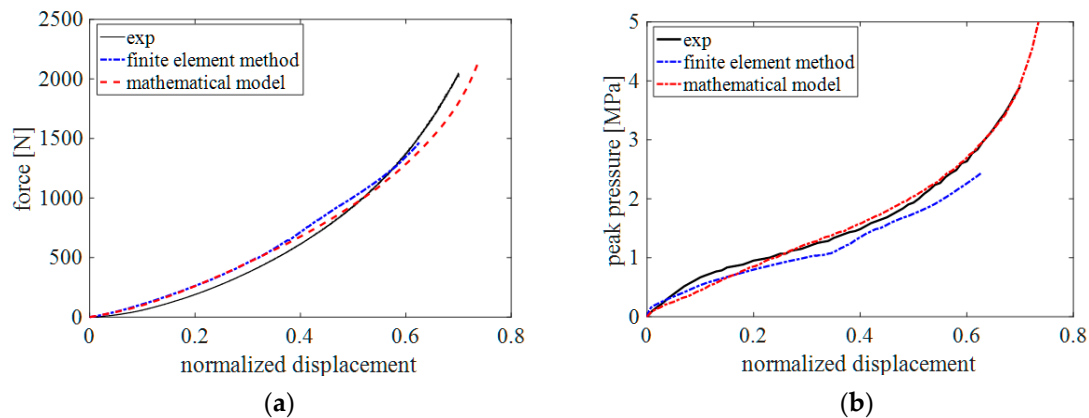 2500
2000
1500
1000
500
0
force [N]
exp
finite element method
mathematical model
0 0.2 0.4 0.6 0.8
normalized displacement
(a)
5
4
3
2
1
0
peak pressure [MPa]
exp
finite element method
mathematical model
0 0.2 0.4 0.6 0.8
normalized displacement
(b)